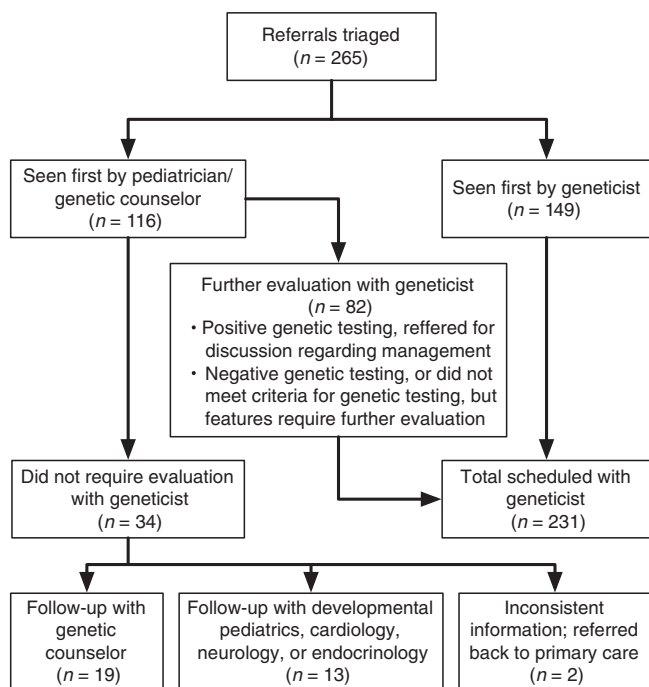 Referrals triaged
(n = 265)
Seen first by pediatrician/
genetic counselor
(n = 116)
Seen first by geneticist
(n = 149)
Further evaluation with geneticist
(n = 82)
• Positive genetic testing, reffered for
discussion regarding management
• Negative genetic testing, or did not
meet criteria for genetic testing, but
features require further evaluation
Did not require evaluation
with geneticist
(n = 34)
Total scheduled with
geneticist
(n = 231)
Follow-up with
genetic
counselor
(n = 19)
Follow-up with developmental
pediatrics, cardiology,
neurology, or endocrinology
(n = 13)
Inconsistent
information; referred
back to primary care
(n = 2)